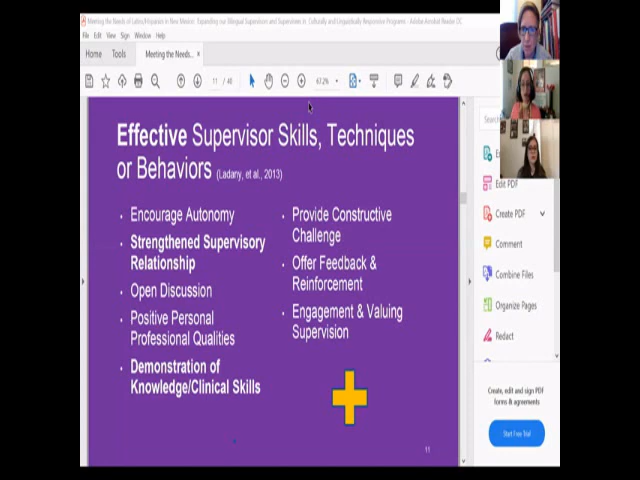 Meeting the Needs of Latinx/Hispanics in New Mexico: Expanding our Bilingual Supervision and Supervisees in Culturally and Linguistically Responsive Programs - Adobe Acrobat Reader DC
File Edit View Sign Window Help
Home Tools Meeting the Needs... ×
11 / 40 67.2%
Effective Supervisor Skills, Techniques
or Behaviors (Ladany, et al., 2013)
• Encourage Autonomy
• Strengthened Supervisory
Relationship
• Open Discussion
• Positive Personal
Professional Qualities
• Demonstration of
Knowledge/Clinical Skills
• Provide Constructive
Challenge
• Offer Feedback &
Reinforcement
• Engagement & Valuing
Supervision
11
Search
Edit PDF
Create PDF
Comment
Combine Files
Organize Pages
Redact
Create, edit and sign PDF
forms & agreements
Start Free Trial